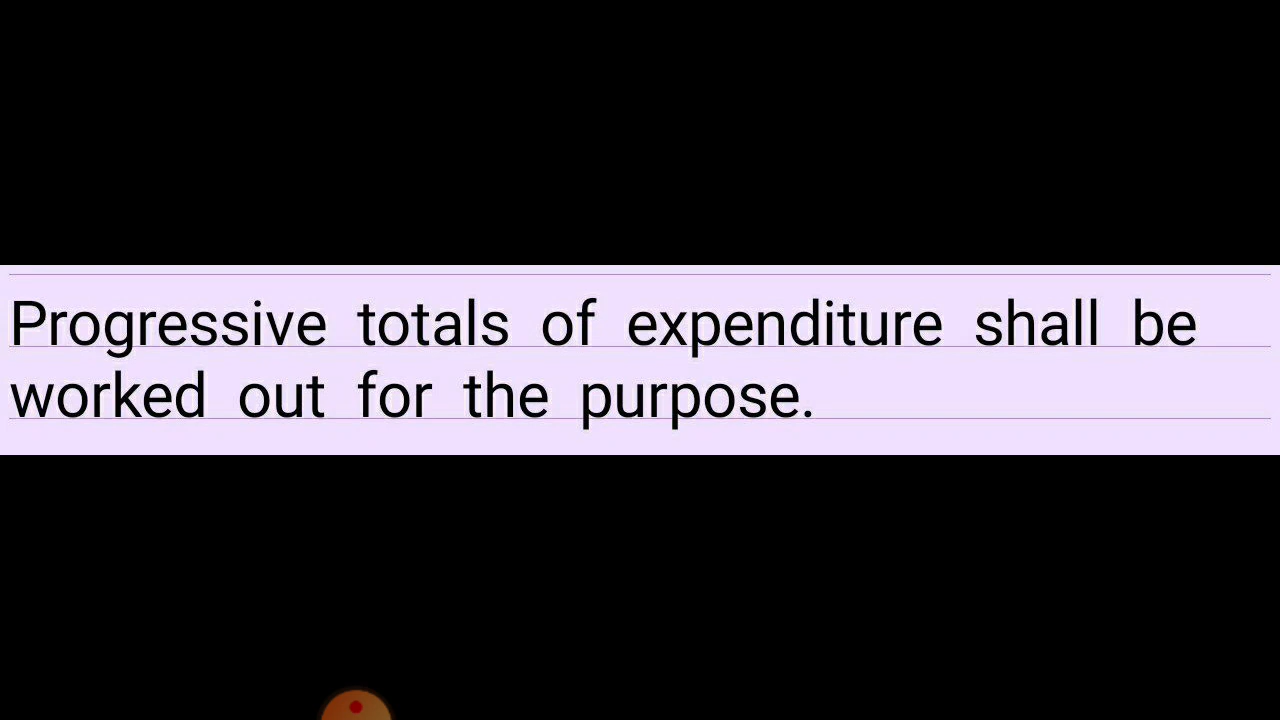 Progressive totals of expenditure shall be
worked out for the purpose.